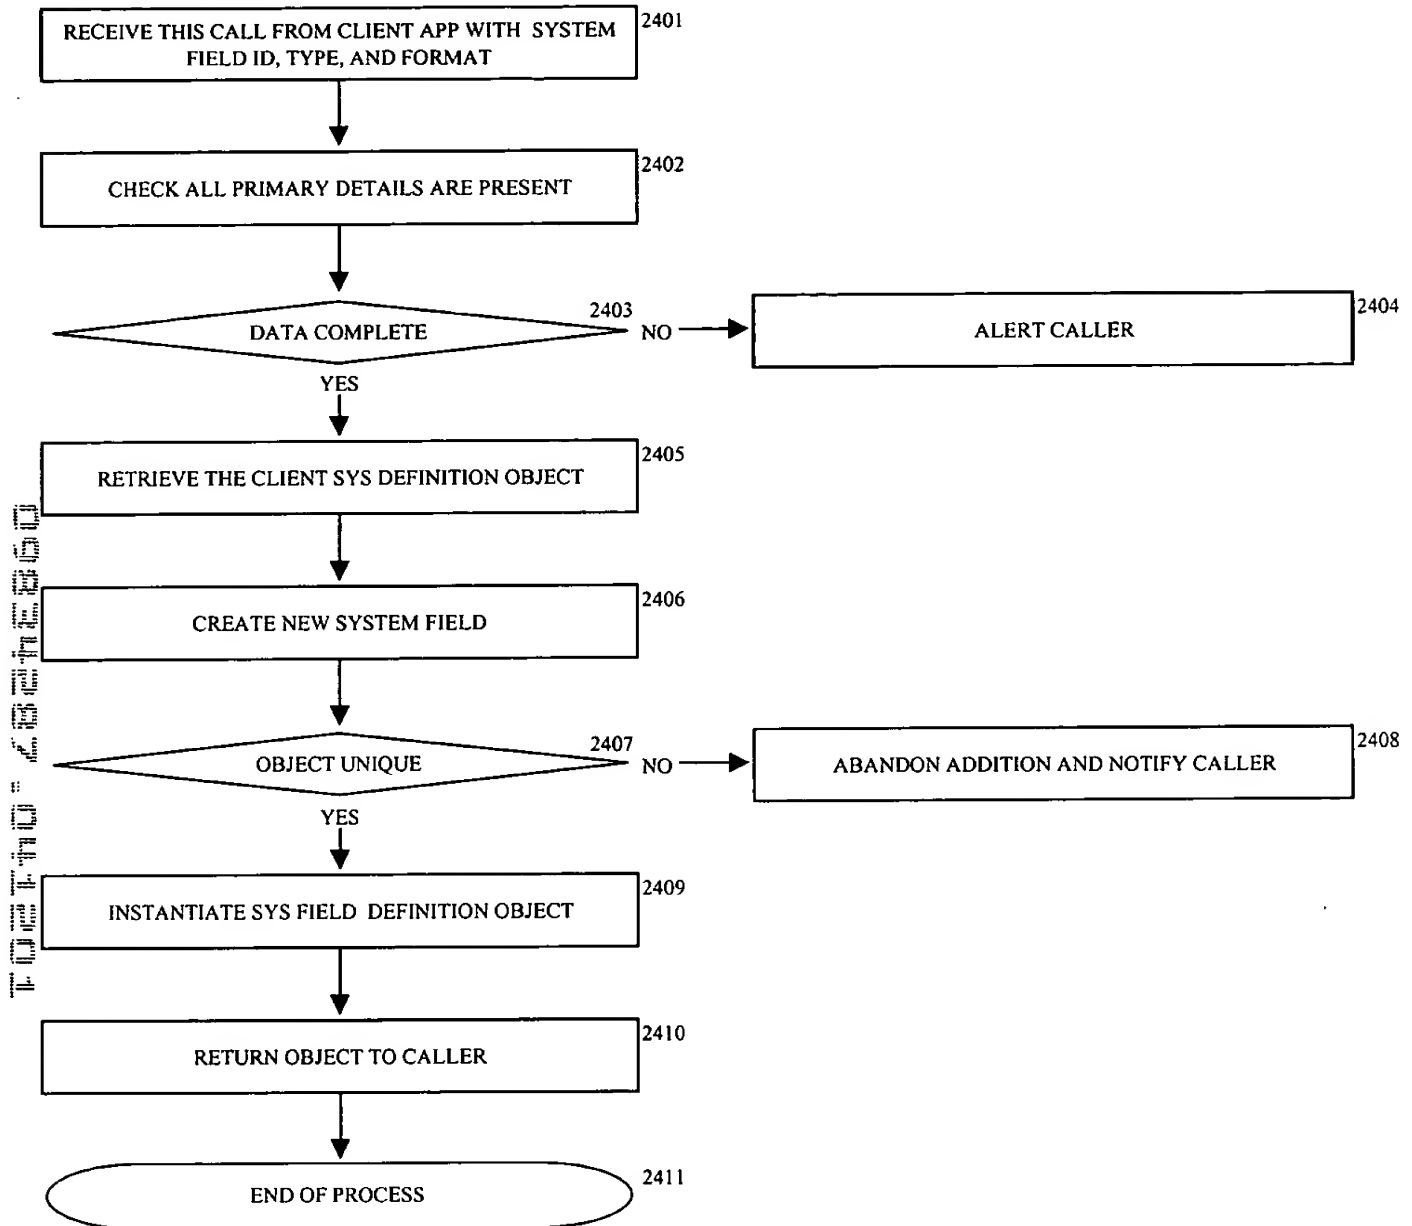 RECEIVE THIS CALL FROM CLIENT APP WITH SYSTEM
FIELD ID, TYPE, AND FORMAT
2401
CHECK ALL PRIMARY DETAILS ARE PRESENT
2402
DATA COMPLETE
2403
NO
ALERT CALLER
2404
YES
RETRIEVE THE CLIENT SYS DEFINITION OBJECT
2405
CREATE NEW SYSTEM FIELD
2406
OBJECT UNIQUE
2407
NO
ABANDON ADDITION AND NOTIFY CALLER
2408
YES
INSTANTIATE SYS FIELD DEFINITION OBJECT
2409
RETURN OBJECT TO CALLER
2410
END OF PROCESS
2411